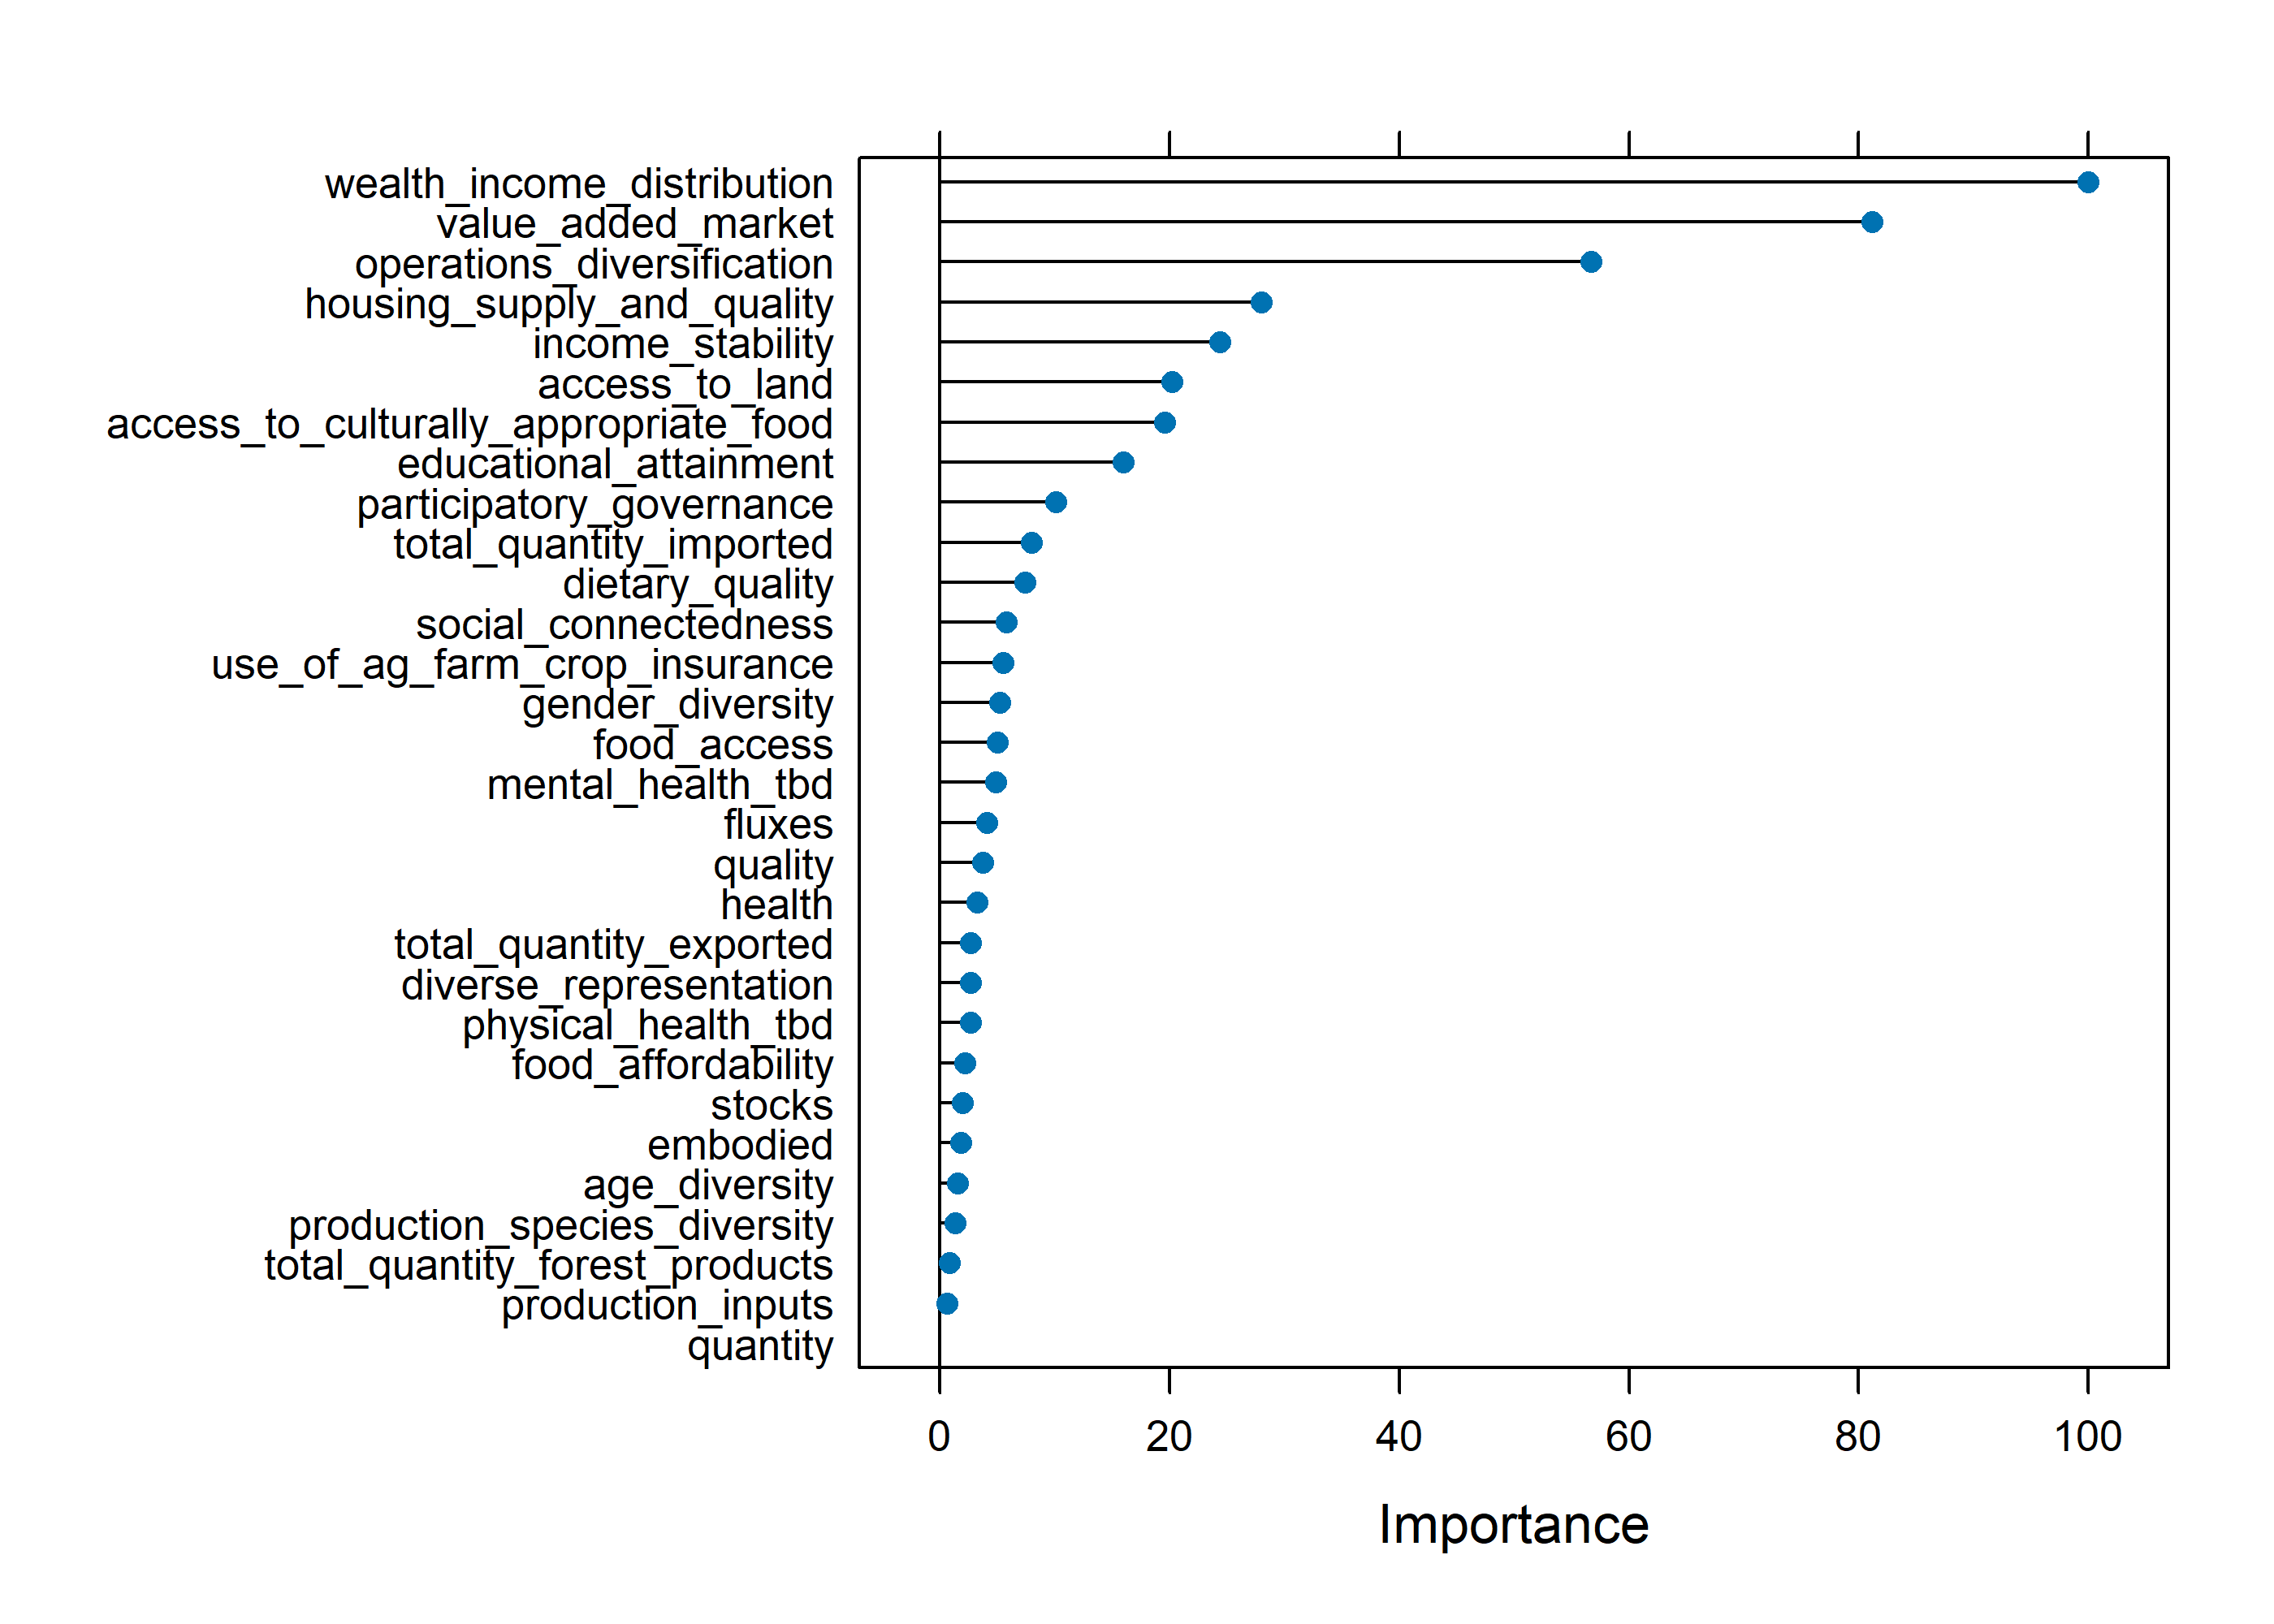 wealth_income_distribution
value_added_market
operations_diversification
housing_supply_and_quality
income_stability
access_to_land
access_to_culturally_appropriate_food
educational_attainment
participatory_governance
total_quantity_imported
dietary_quality
social_connectedness
use_of_ag_farm_crop_insurance
gender_diversity
food_access
mental_health_tbd
fluxes
quality
health
total_quantity_exported
diverse_representation
physical_health_tbd
food_affordability
stocks
embodied
age_diversity
production_species_diversity
total_quantity_forest_products
production_inputs
quantity
0 20 40 60 80 100
Importance